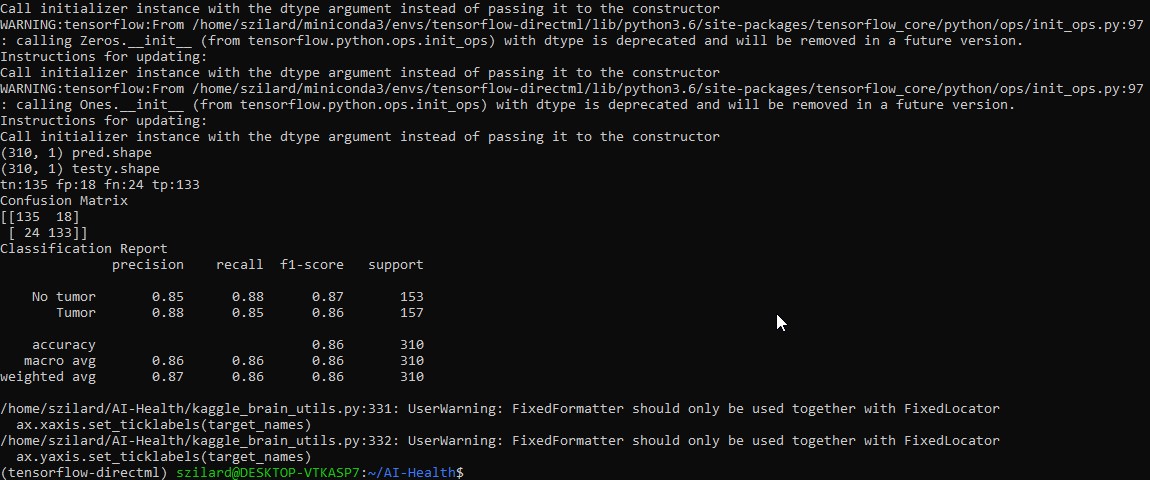 Call initializer instance with the dtype argument instead of passing it to the constructor
WARNING:tensorflow:From /home/szilard/miniconda3/envs/tensorflow-directml/lib/python3.6/site-packages/tensorflow_core/python/ops/init_ops.py:97
: calling Zeros.__init__ (from tensorflow.python.ops.init_ops) with dtype is deprecated and will be removed in a future version.
Instructions for updating:
Call initializer instance with the dtype argument instead of passing it to the constructor
WARNING:tensorflow:From /home/szilard/miniconda3/envs/tensorflow-directml/lib/python3.6/site-packages/tensorflow_core/python/ops/init_ops.py:97
: calling Ones.__init__ (from tensorflow.python.ops.init_ops) with dtype is deprecated and will be removed in a future version.
Instructions for updating:
Call initializer instance with the dtype argument instead of passing it to the constructor
(310, 1) pred.shape
(310, 1) testy.shape
tn:135 fp:18 fn:24 tp:133
Confusion Matrix
[[135  18]
 [ 24 133]]
Classification Report
              precision    recall  f1-score   support
    No tumor       0.85      0.88      0.87       153
       Tumor       0.88      0.85      0.86       157
    accuracy                           0.86       310
   macro avg       0.86      0.86      0.86       310
weighted avg       0.87      0.86      0.86       310
/home/szilard/AI-Health/kaggle_brain_utils.py:331: UserWarning: FixedFormatter should only be used together with FixedLocator
  ax.xaxis.set_ticklabels(target_names)
/home/szilard/AI-Health/kaggle_brain_utils.py:332: UserWarning: FixedFormatter should only be used together with FixedLocator
  ax.yaxis.set_ticklabels(target_names)
(tensorflow-directml) szilard@DESKTOP-VTKASP7:~/AI-Health$